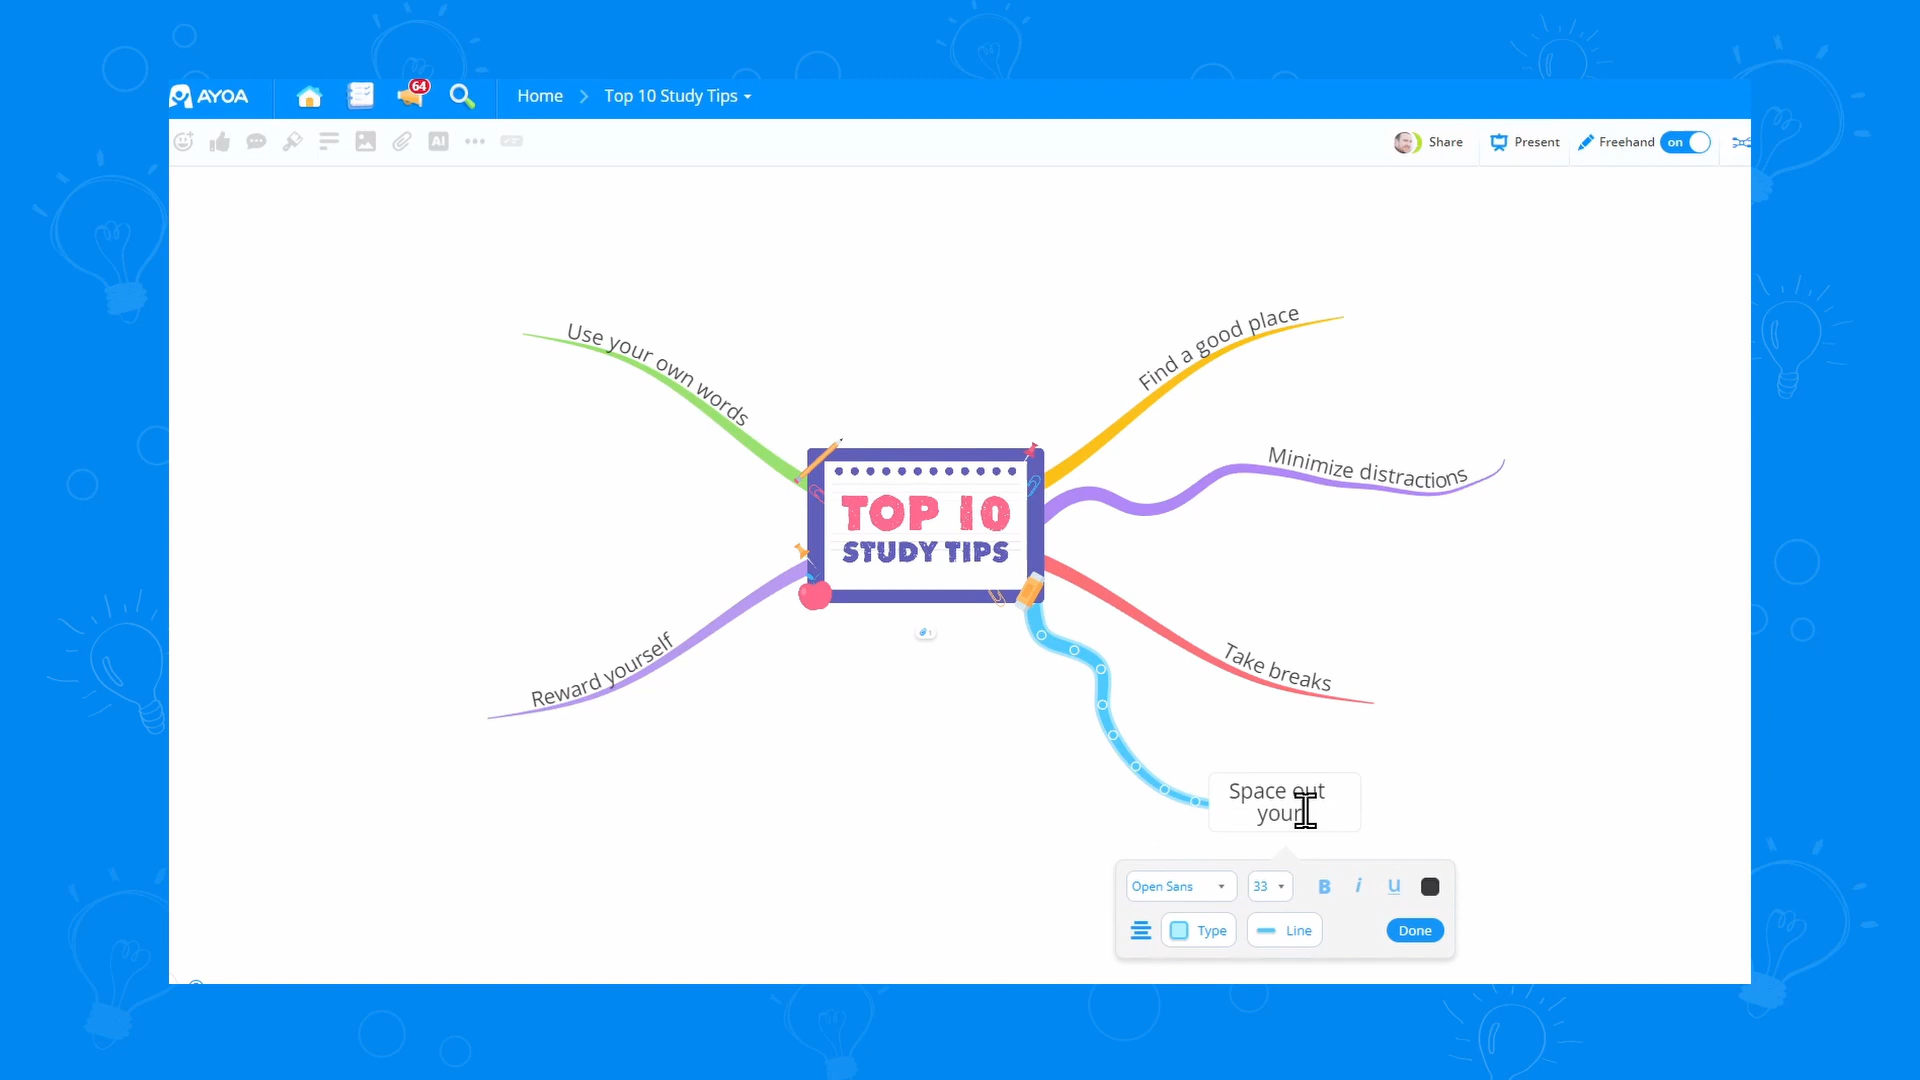 AYOA
64
Home
Top 10 Study Tips
AI
Share
Present
Freehand
on
Use your own words
Find a good place
Minimize distractions
TOP 10
STUDY TIPS
1
Reward yourself
Take breaks
Space out
your
Open Sans
33
B
i
U
Type
Line
Done